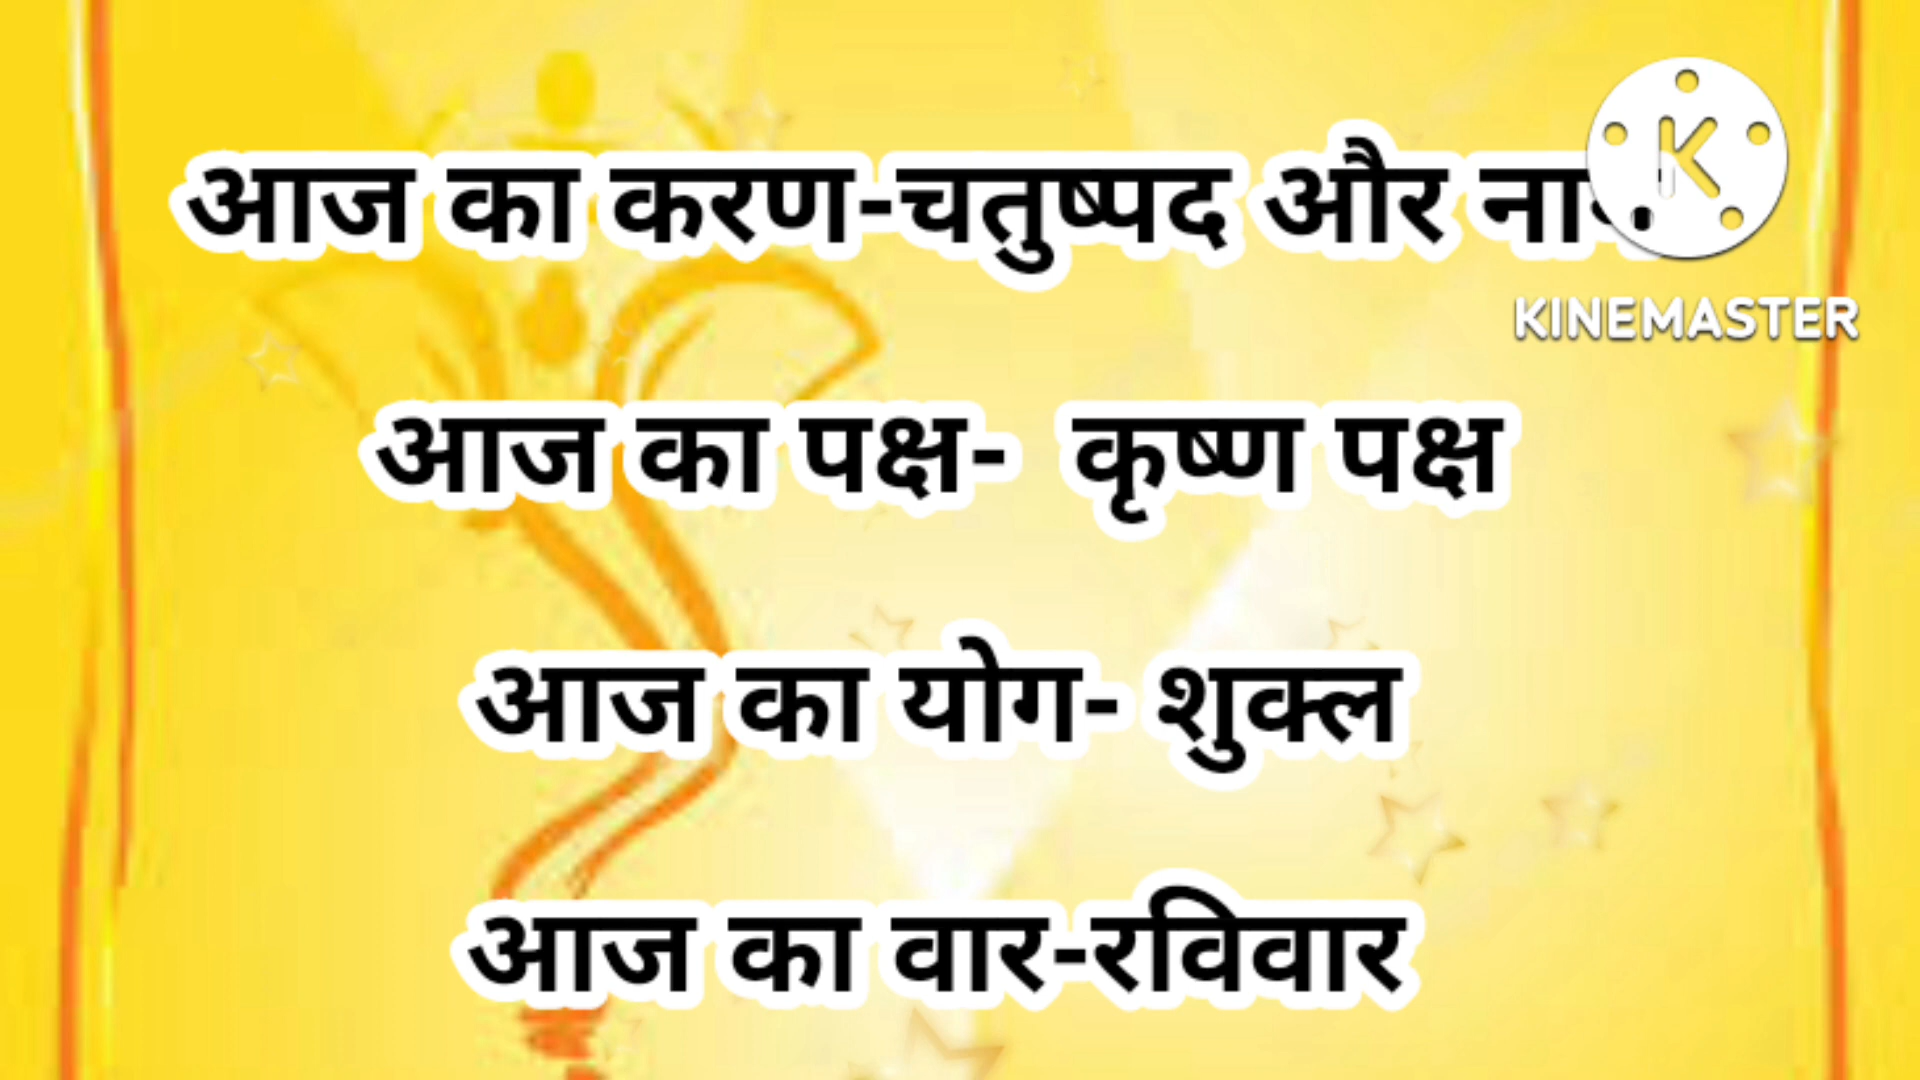 आज का करण-चतुष्पद और
KINEMASTER
आज का पक्ष- कृष्ण पक्ष
आज का योग- शुक्ल
आज का वार-रविवार